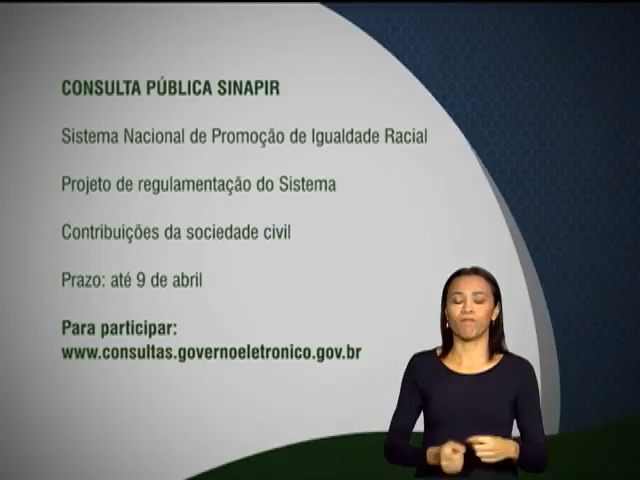 CONSULTA PÚBLICA SINAPIR
Sistema Nacional de Promoção de Igualdade Racial
Projeto de regulamentação do Sistema
Contribuições da sociedade civil
Prazo: até 9 de abril
Para participar:
www.consultas.governoeletronico.gov.br